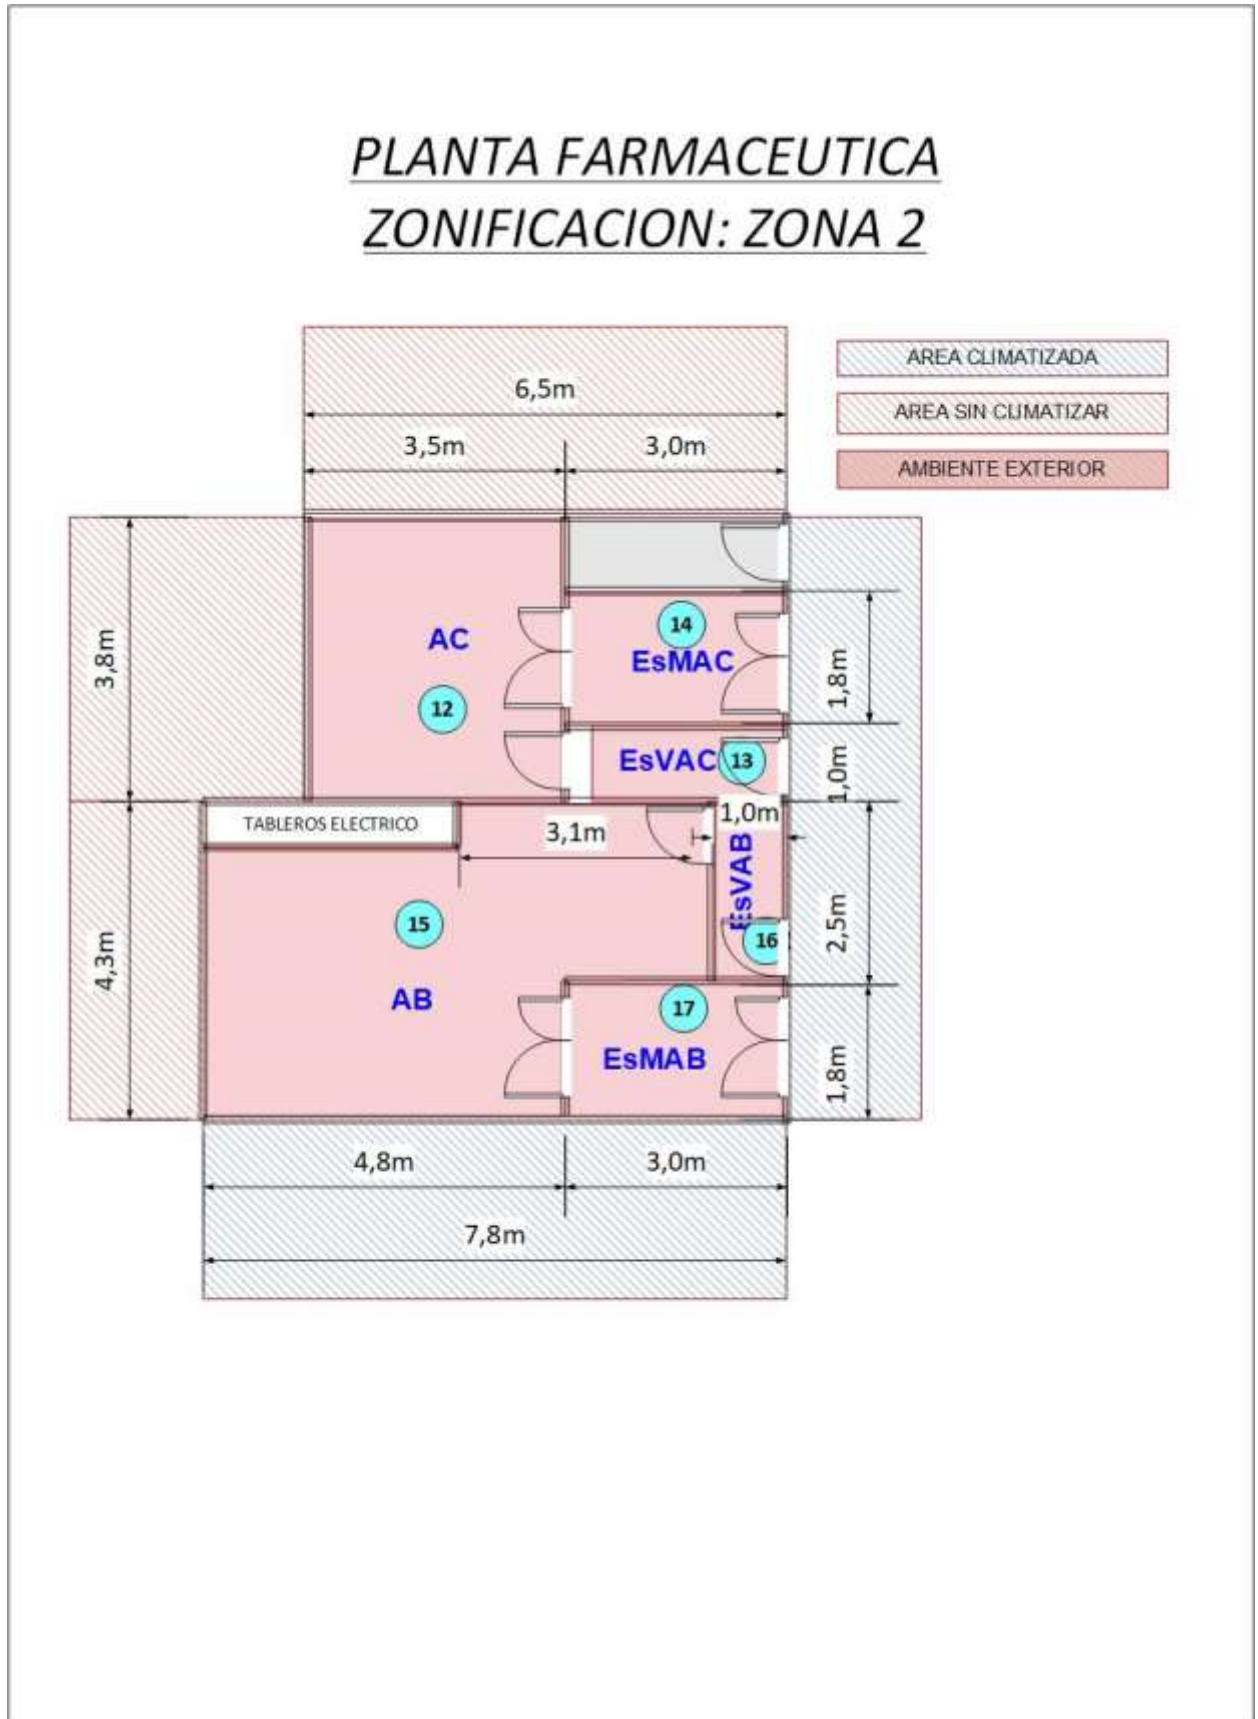 PLANTA FARMACEUTICA
ZONIFICACION: ZONA 2
AREA CLIMATIZADA
AREA SIN CLIMATIZAR
AMBIENTE EXTERIOR
6,5m
3,5m
3,0m
3,8m
AC
12
14
EsMAC
1,8m
EsVAC
13
1,0m
TABLEROS ELECTRICO
3,1m
1,0m
EsVAB
16
2,5m
4,3m
15
AB
17
EsMAB
1,8m
4,8m
3,0m
7,8m